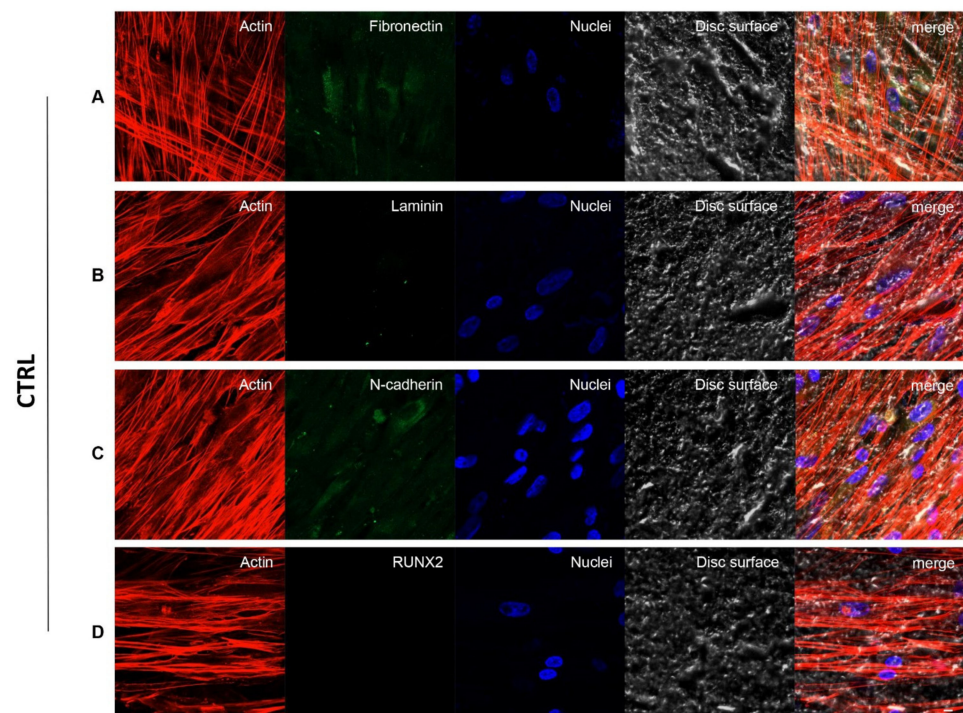 CTRL
A
Actin
Fibronectin
Nuclei
Disc surface
merge
B
Actin
Laminin
Nuclei
Disc surface
merge
C
Actin
N-cadherin
Nuclei
Disc surface
merge
D
Actin
RUNX2
Nuclei
Disc surface
merge